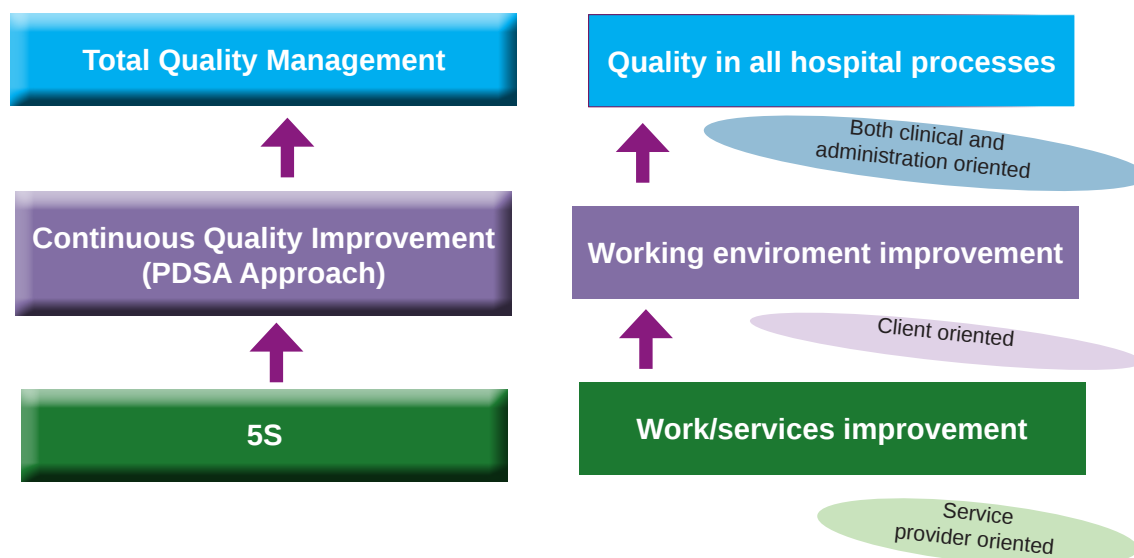 Total Quality Management
Continuous Quality Improvement
(PDSA Approach)
5S
Quality in all hospital processes
Both clinical and
administration oriented
Working enviroment improvement
Client oriented
Work/services improvement
Service
provider oriented